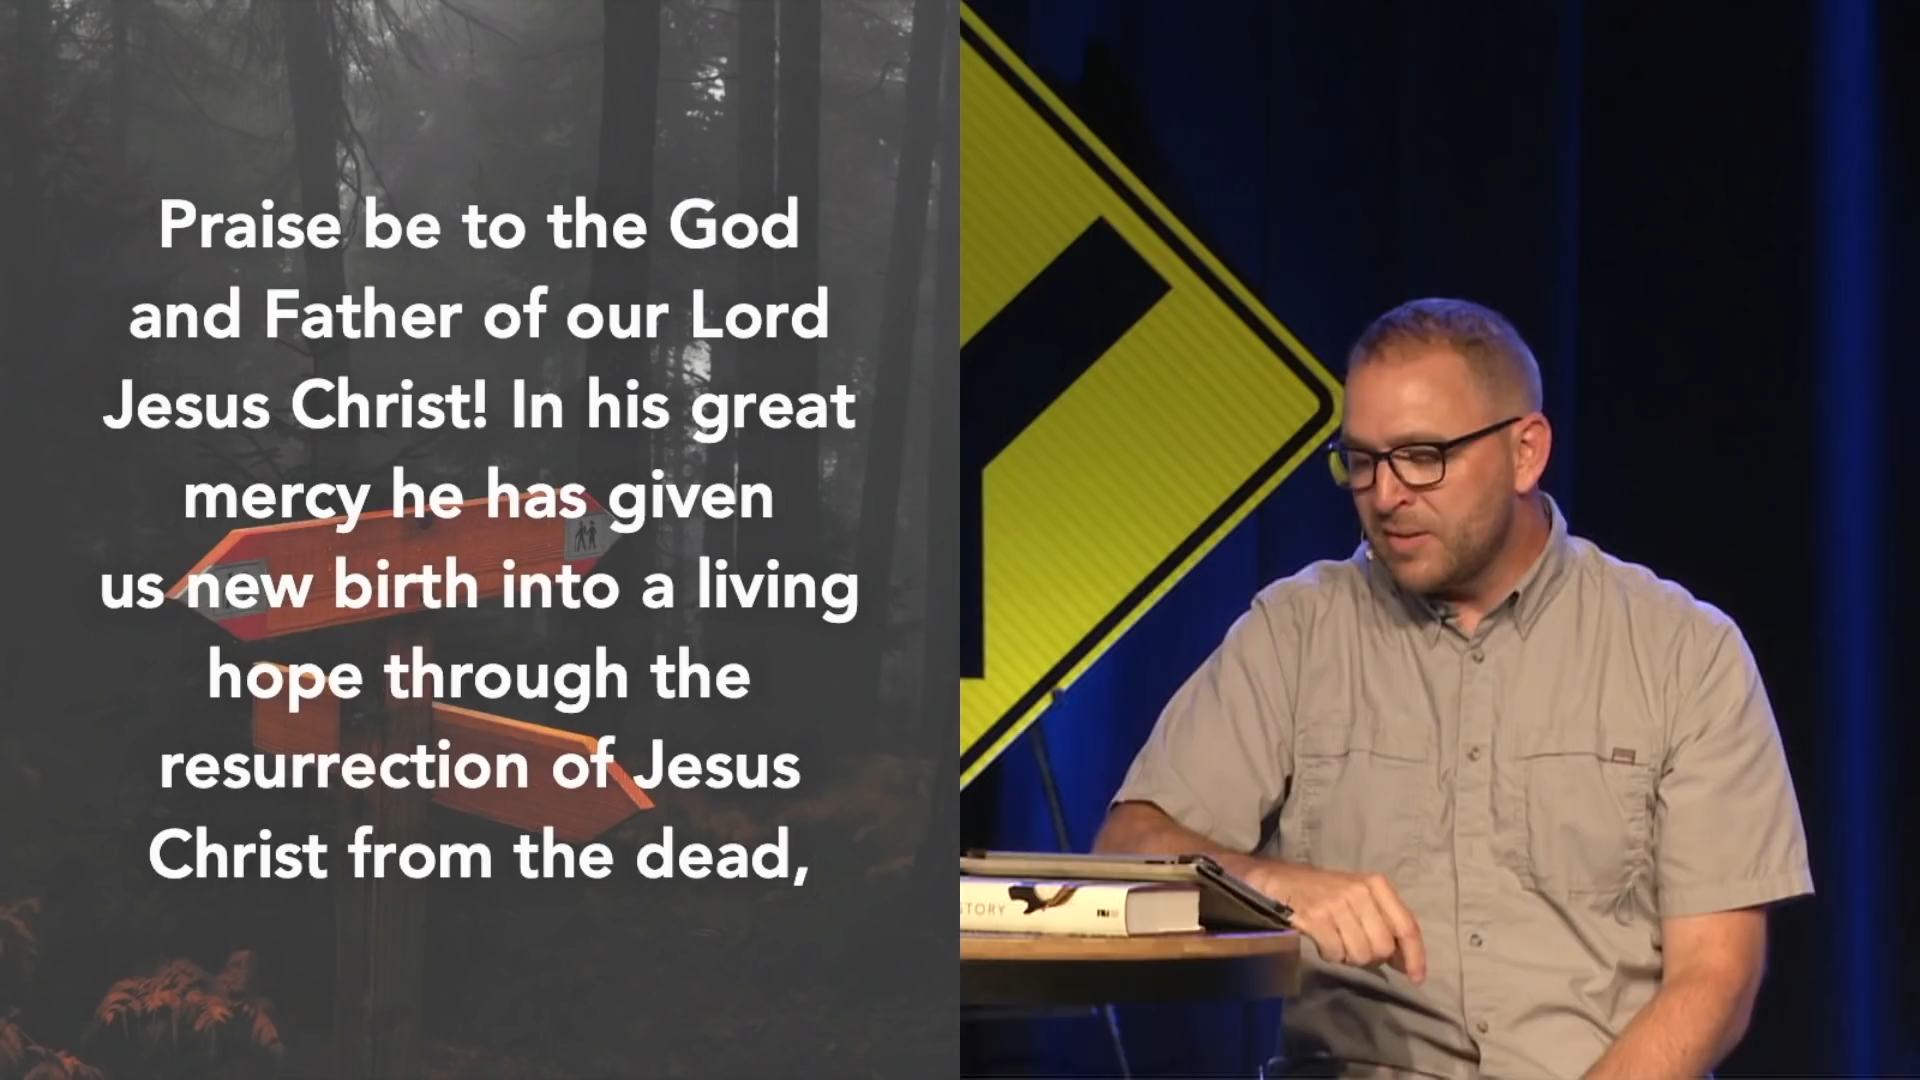 Praise be to the God
and Father of our Lord
Jesus Christ! In his great
mercy he has given
us new birth into a living
hope through the
resurrection of Jesus
Christ from the dead,
STORY